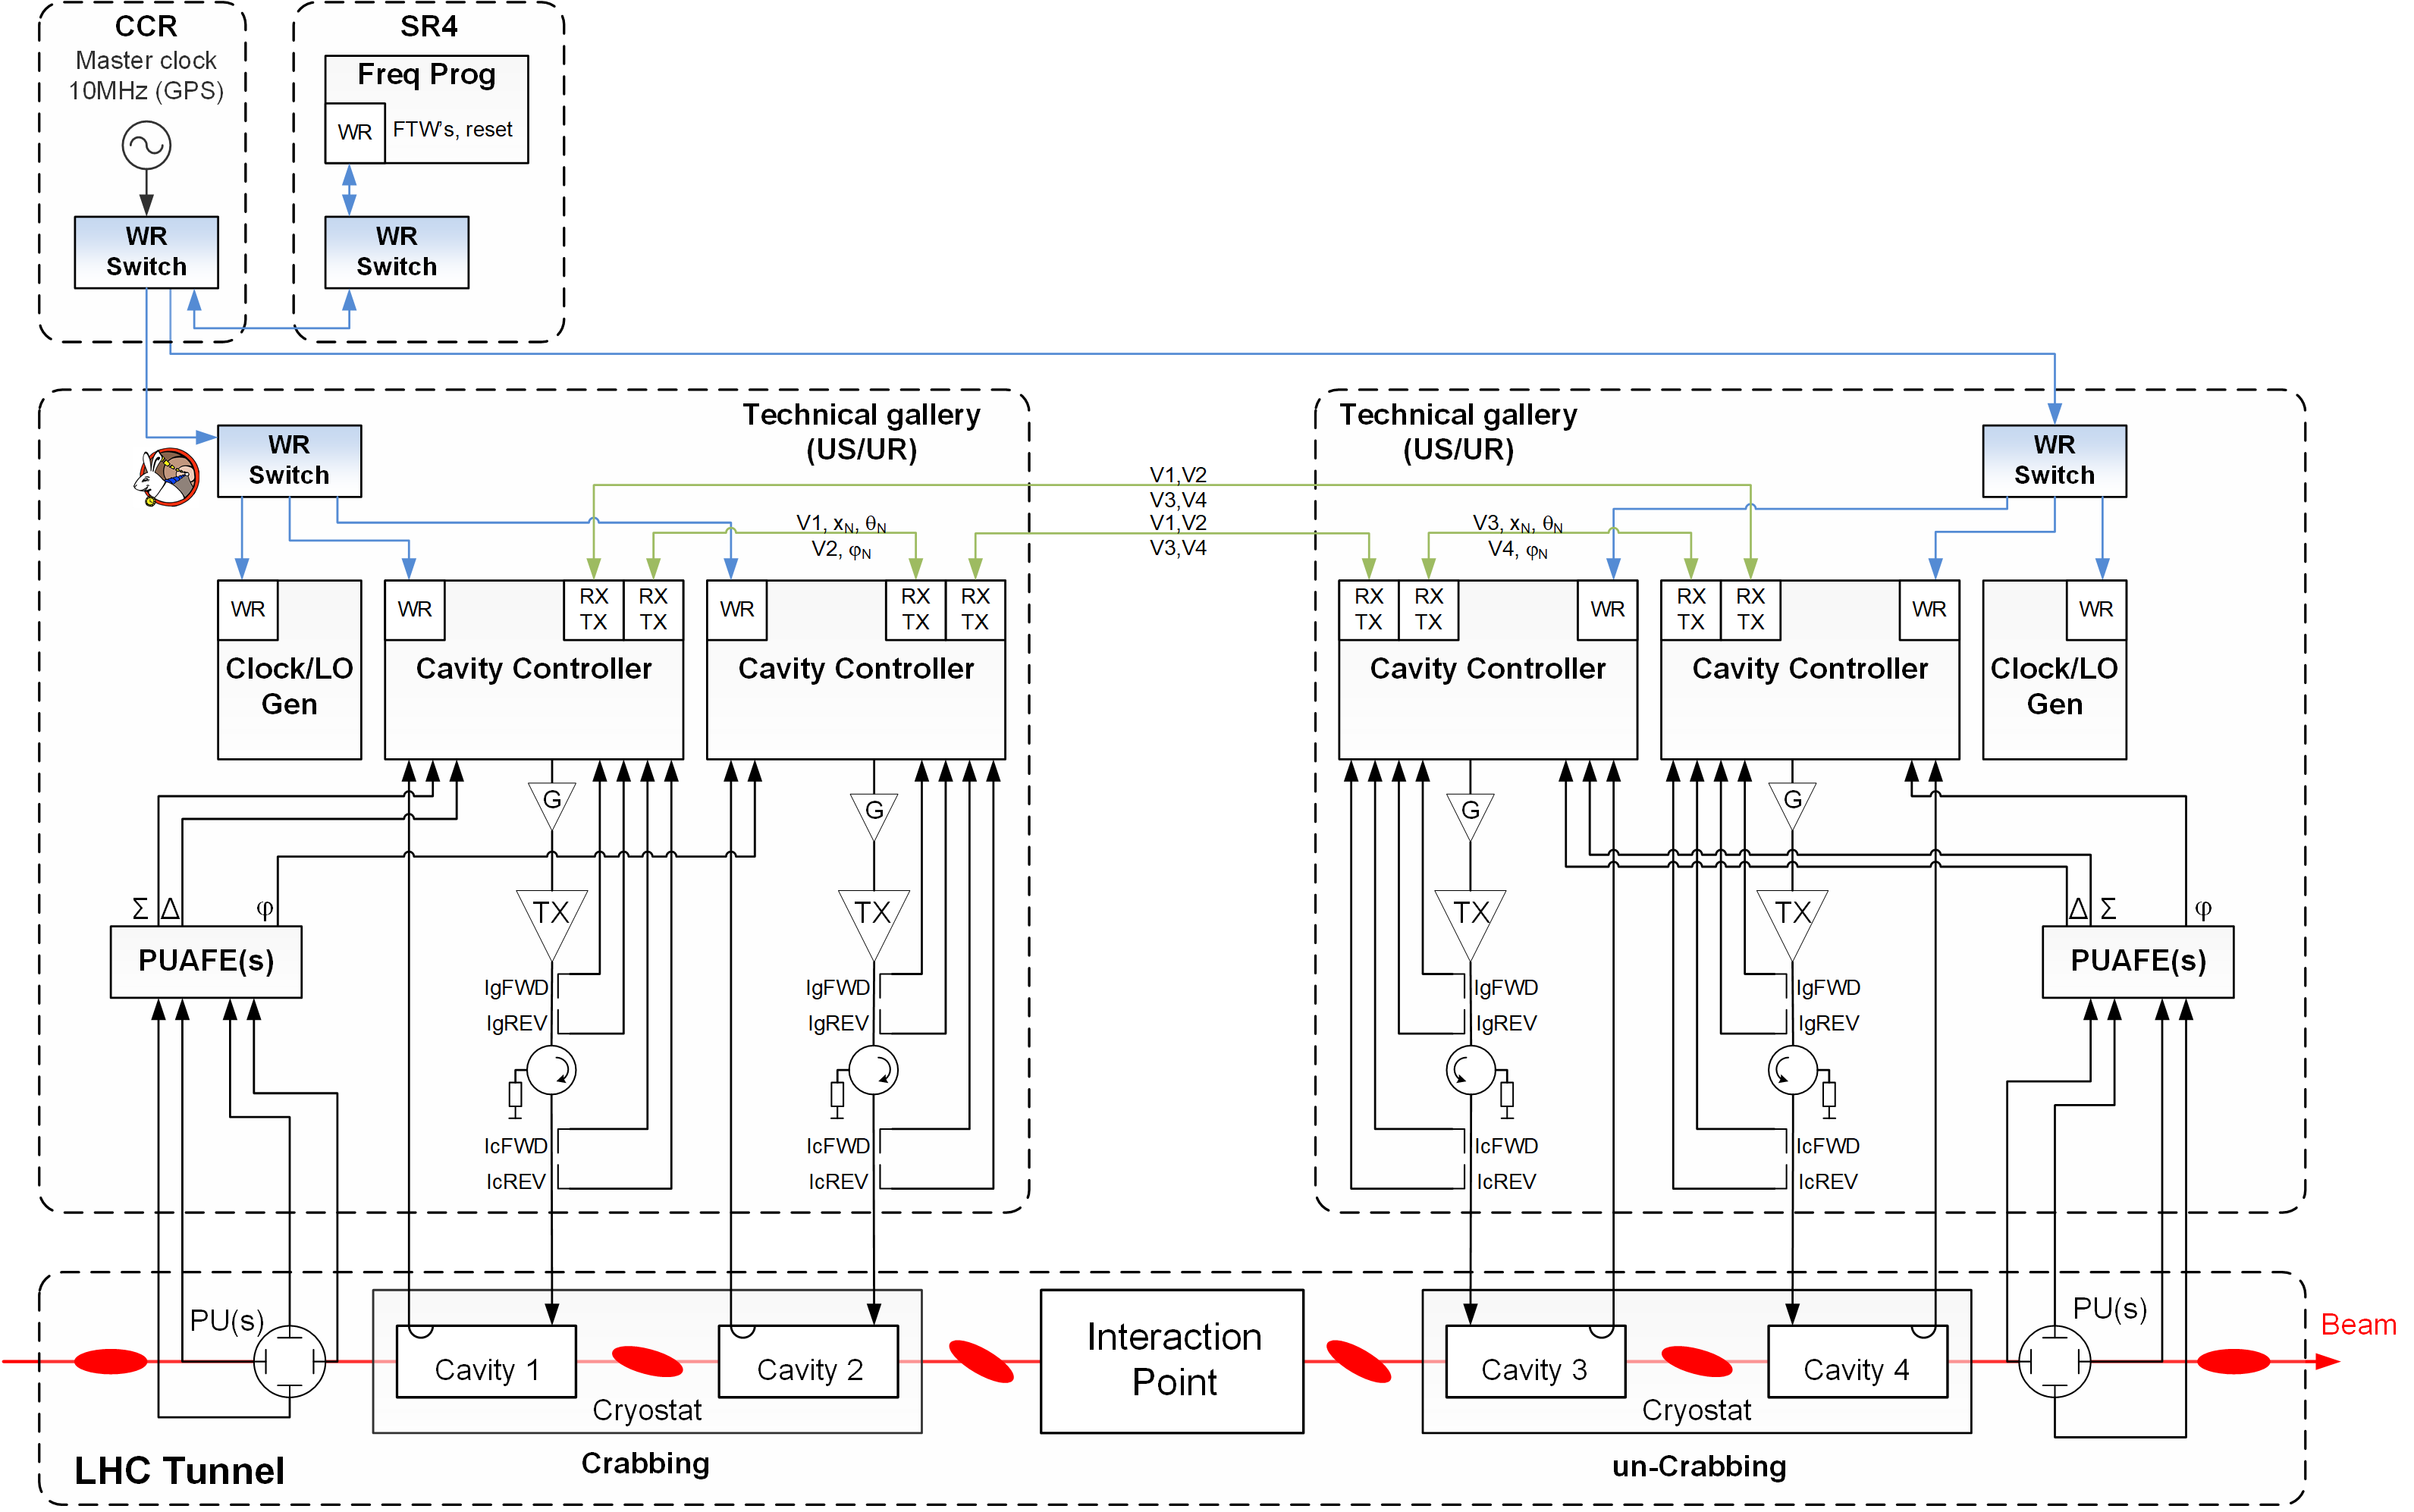 CCR
Master clock
10MHz (GPS)
WR
Switch
SR4
Freq Prog
WR
FTW's, reset
WR
Switch
Technical gallery
(US/UR)
WR
Switch
V1, xN, θN
V2, φN
V1,V2
V3,V4
V1,V2
V3,V4
Technical gallery
(US/UR)
WR
Switch
V3, xN, θN
V4, φN
WR
Clock/LO
Gen
WR
RX
TX
RX
TX
Cavity Controller
WR
RX
TX
RX
TX
Cavity Controller
RX
TX
RX
TX
WR
Cavity Controller
RX
TX
RX
TX
WR
Cavity Controller
WR
Clock/LO
Gen
G
G
G
G
Σ Δ φ
PUAFE(s)
TX
TX
TX
TX
Δ Σ φ
PUAFE(s)
IgFWD
IgREV
IgFWD
IgREV
IgFWD
IgREV
IgFWD
IgREV
IcFWD
IcREV
IcFWD
IcREV
IcFWD
IcREV
IcFWD
IcREV
PU(s)
Cavity 1
Cavity 2
Cryostat
Crabbing
Interaction
Point
Cavity 3
Cavity 4
Cryostat
un-Crabbing
PU(s)
Beam
LHC Tunnel